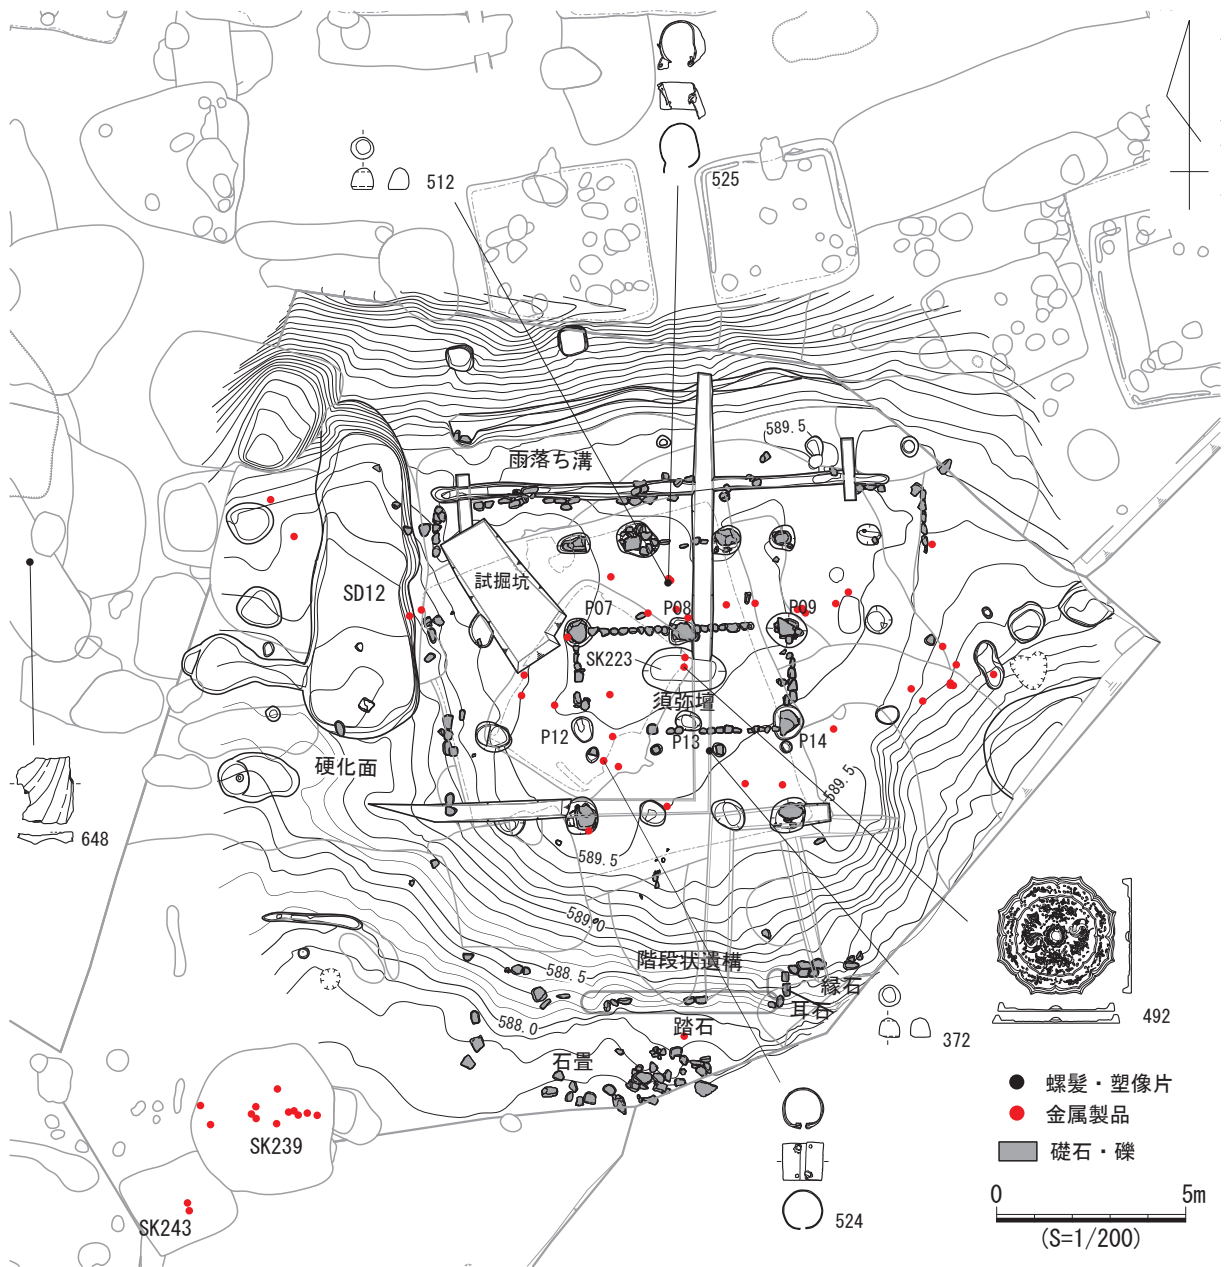 512
525
589.5
雨落ち溝
試掘坑
SD12
P07
P08
P09
SK223
須弥壇
P12
P13
P14
硬化面
648
589.5
589.5
589.0
階段状遺構
588.5
縁石
耳石
588.0
踏石
石畳
492
372
螺髪・塑像片
金属製品
礎石・礫
SK239
SK243
524
0 5m
(S=1/200)